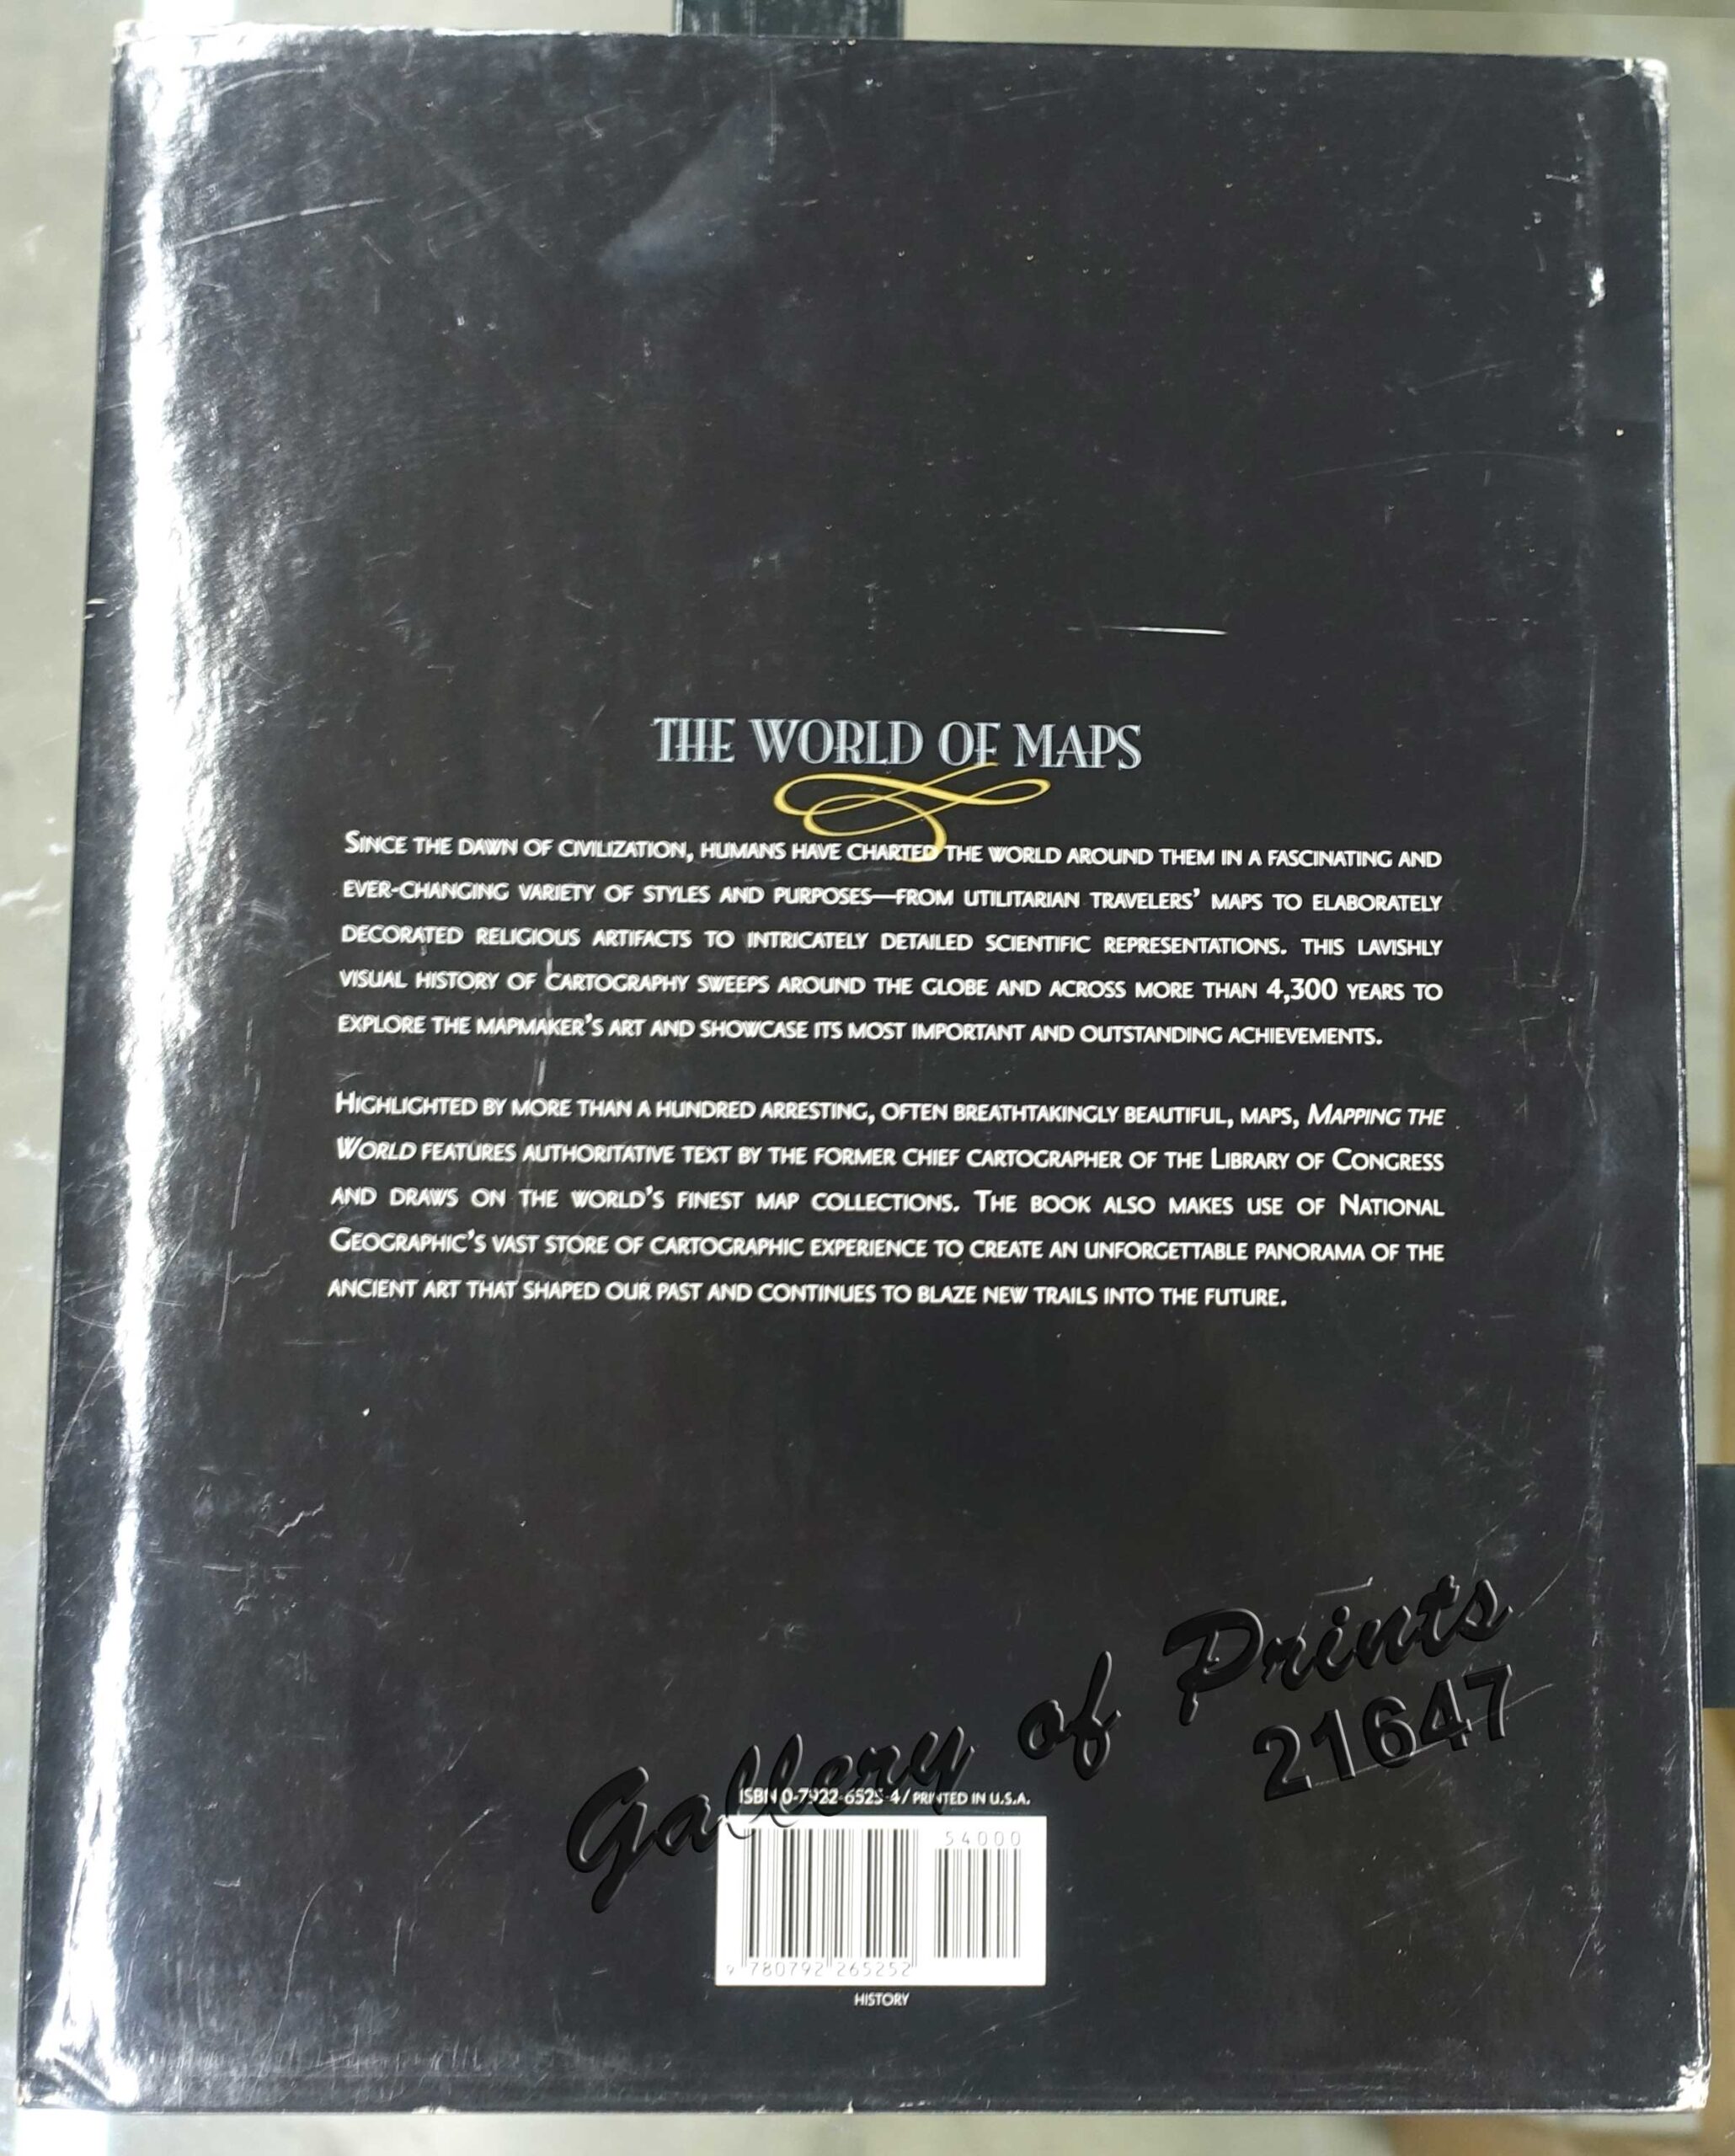 THE WORLD OF MAPS
SINCE THE DAWN OF CIVILIZATION, HUMANS HAVE CHARTED THE WORLD AROUND THEM IN A FASCINATING AND
EVER-CHANGING VARIETY OF STYLES AND PURPOSES—FROM UTILITARIAN TRAVELERS' MAPS TO ELABORATELY
DECORATED RELIGIOUS ARTIFACTS TO INTRICATELY DETAILED SCIENTIFIC REPRESENTATIONS. THIS LAVISHLY
VISUAL HISTORY OF CARTOGRAPHY SWEEPS AROUND THE GLOBE AND ACROSS MORE THAN 4,300 YEARS TO
EXPLORE THE MAPMAKER'S ART AND SHOWCASE ITS MOST IMPORTANT AND OUTSTANDING ACHIEVEMENTS.
HIGHLIGHTED BY MORE THAN A HUNDRED ARRESTING, OFTEN BREATHTAKINGLY BEAUTIFUL, MAPS, MAPPING THE
WORLD FEATURES AUTHORITATIVE TEXT BY THE FORMER CHIEF CARTOGRAPHER OF THE LIBRARY OF CONGRESS
AND DRAWS ON THE WORLD'S FINEST MAP COLLECTIONS. THE BOOK ALSO MAKES USE OF NATIONAL
GEOGRAPHIC'S VAST STORE OF CARTOGRAPHIC EXPERIENCE TO CREATE AN UNFORGETTABLE PANORAMA OF THE
ANCIENT ART THAT SHAPED OUR PAST AND CONTINUES TO BLAZE NEW TRAILS INTO THE FUTURE.
Gallery of Prints
21647
ISBN 0-7922-6525-4 / PRINTED IN U.S.A.
54000
9 780792 265252
HISTORY